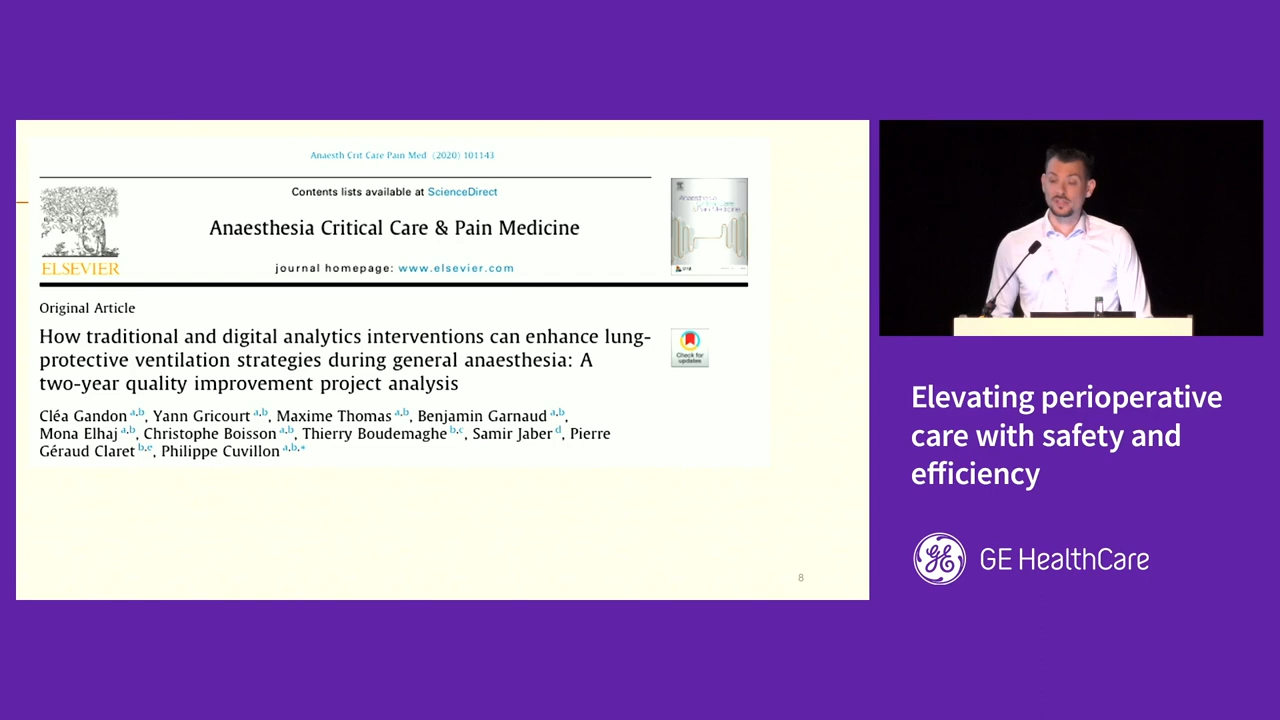 Anaesth Crit Care Pain Med (2020) 101143
Contents lists available at ScienceDirect
Anaesthesia Critical Care & Pain Medicine
journal homepage: www.elsevier.com
ELSEVIER
Original Article
How traditional and digital analytics interventions can enhance lung-
protective ventilation strategies during general anaesthesia: A
two-year quality improvement project analysis
Check for
updates
Cléa Gandon a,b, Yann Gricourt a,b, Maxime Thomas a,b, Benjamin Garnaud a,b,
Mona Elhaj a,b, Christophe Boisson a,b, Thierry Boudemaghe b,c, Samir Jaber d, Pierre
Géraud Claret b,e, Philippe Cuvillon a,b,*
8
Elevating perioperative
care with safety and
efficiency
GE HealthCare